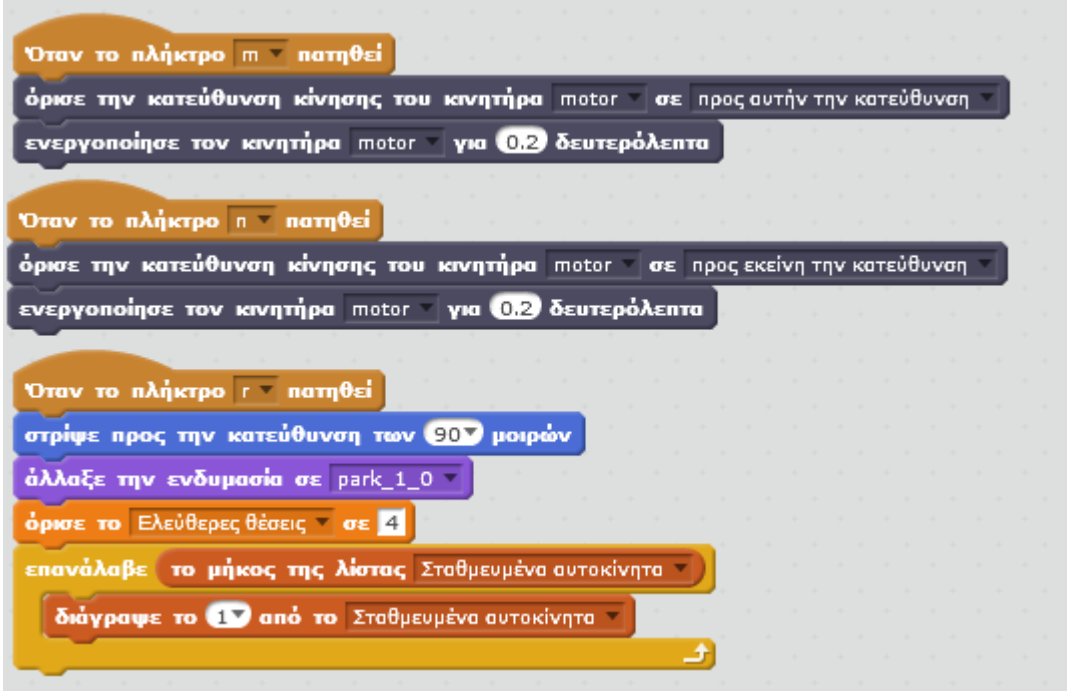 Όταν το πλήκτρο m πατηθεί
όρισε την κατεύθυνση κίνησης του κινητήρα motor σε προς αυτήν την κατεύθυνση
ενεργοποίησε τον κινητήρα motor για 0.2 δευτερόλεπτα
Όταν το πλήκτρο n πατηθεί
όρισε την κατεύθυνση κίνησης του κινητήρα motor σε προς εκείνη την κατεύθυνση
ενεργοποίησε τον κινητήρα motor για 0.2 δευτερόλεπτα
Όταν το πλήκτρο r πατηθεί
στρίψε προς την κατεύθυνση των 90 μοιρών
άλλαξε την ενδυμασία σε park_1_0
όρισε το Ελεύθερες θέσεις σε 4
επανάλαβε το μήκος της λίστας Σταθμευμένα αυτοκίνητα
διάγραψε το 1 από το Σταθμευμένα αυτοκίνητα